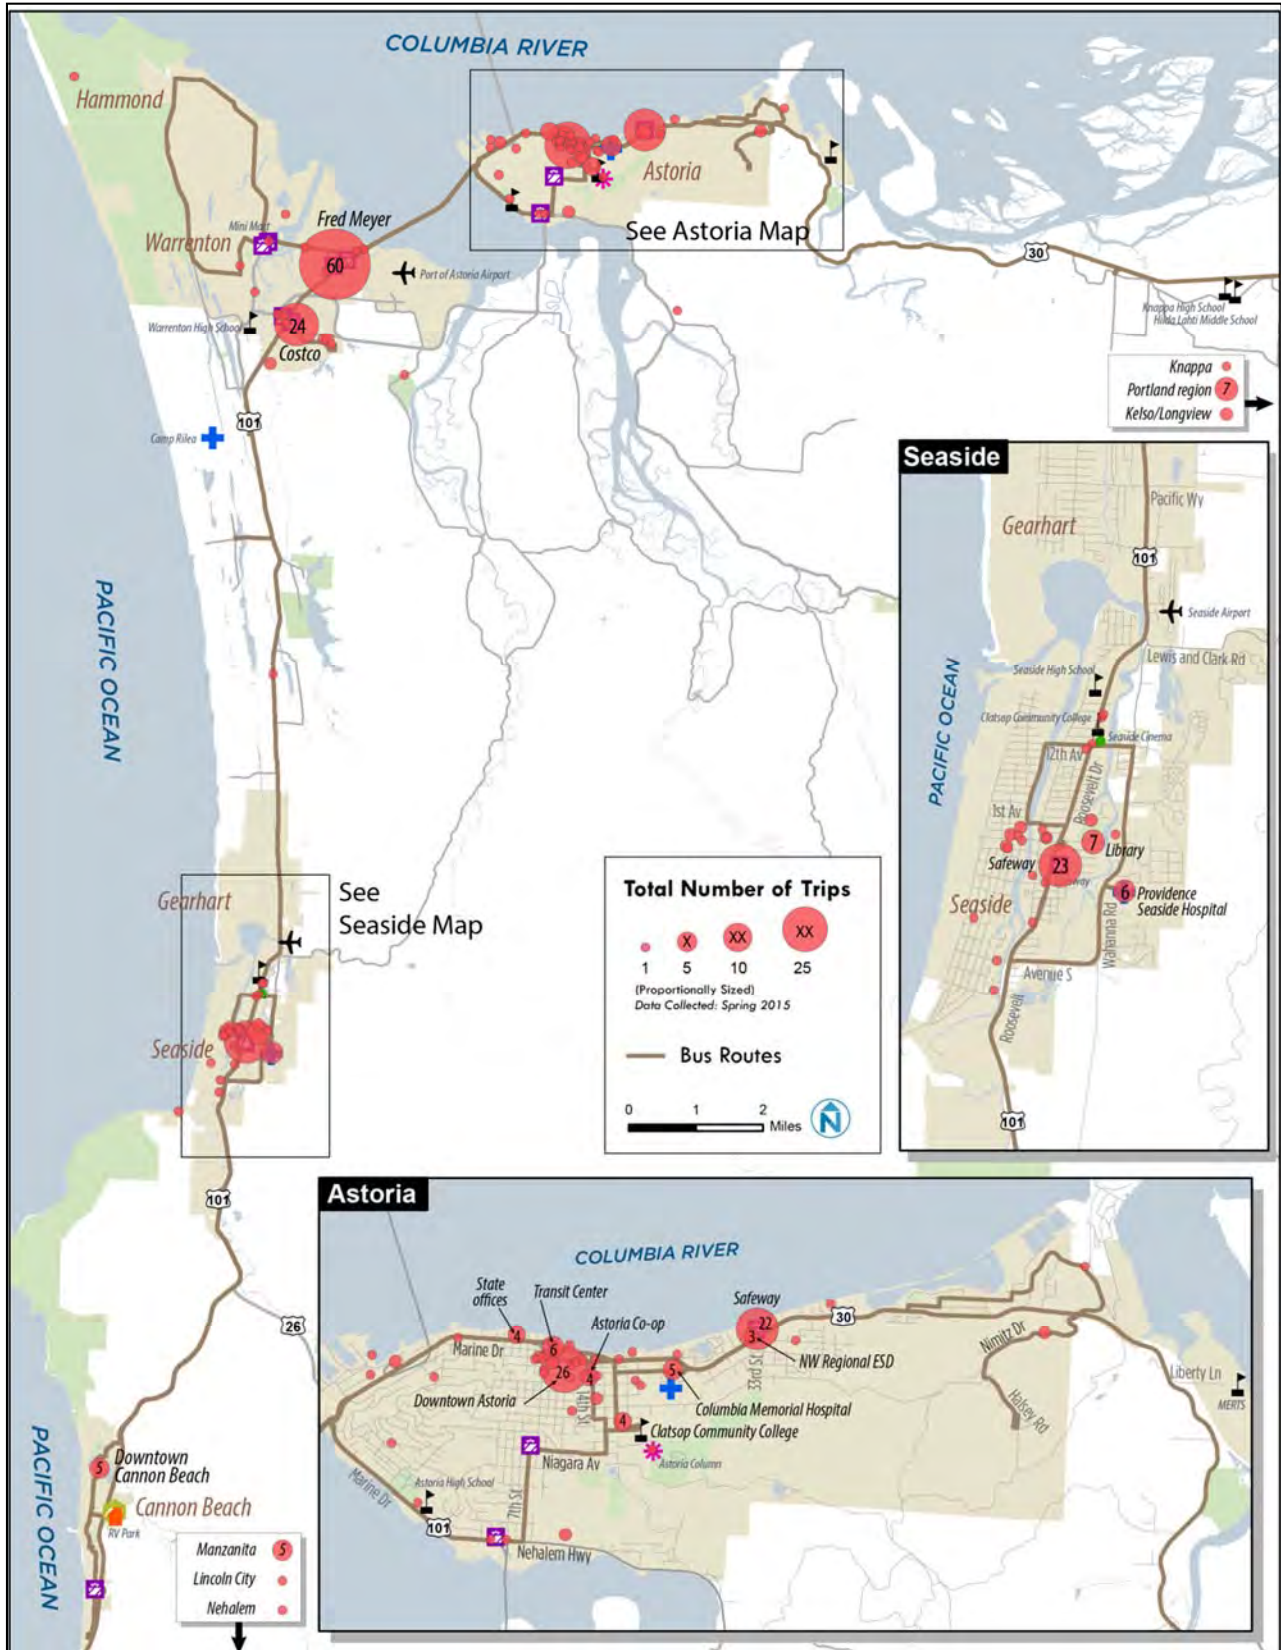 COLUMBIA RIVER
Hammond
Astoria
See Astoria Map
Mini Mart
Fred Meyer
Warrenton
60
Port of Astoria Airport
30
Knappa High School
Hilda Lahti Middle School
Warrenton High School
24
Costco
Knappa
Portland region 7
Kelso/Longview
101
Camp Rilea
PACIFIC OCEAN
Gearhart
See
Seaside Map
Seaside
101
26
PACIFIC OCEAN
5 Downtown
Cannon Beach
Cannon Beach
RV Park
Manzanita 5
Lincoln City
Nehalem
Total Number of Trips
X XX XX
1 5 10 25
(Proportionally Sized)
Data Collected: Spring 2015
Bus Routes
0 1 2 Miles
N
Seaside
Pacific Wy
Gearhart
101
Seaside Airport
Lewis and Clark Rd
PACIFIC OCEAN
Seaside High School
Clatsop Community College
Seaside Cinema
12th Av
Roosevelt Dr
1st Av
7 Library
Safeway 23
6 Providence
Seaside Hospital
Seaside
Wahanna Rd
Avenue S
Roosevelt
101
Astoria
COLUMBIA RIVER
State
offices
Transit Center
Astoria Co-op
Safeway
4
Marine Dr
6
22
3
30
NW Regional ESD
26
4
5
Downtown Astoria
14th St
33rd St
Columbia Memorial Hospital
4
Clatsop Community College
Nimitz Dr
Halsey Rd
Liberty Ln
MERTS
Niagara Av
Astoria Column
Marine Dr
Astoria High School
7th St
101
Nehalem Hwy